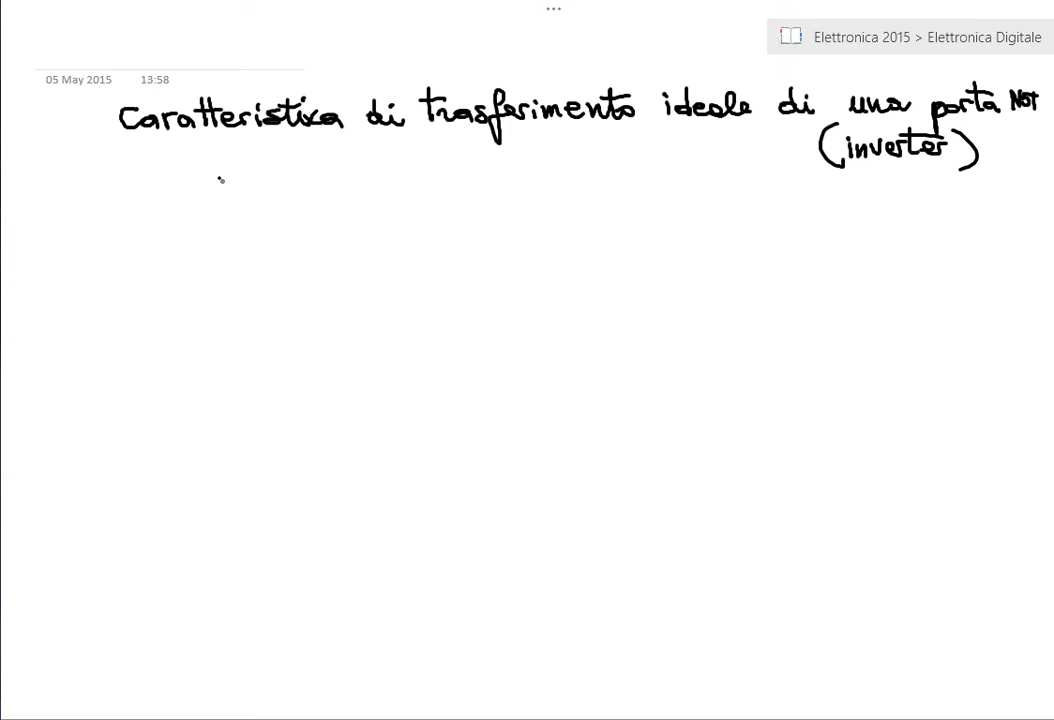 Elettronica 2015 > Elettronica Digitale
05 May 2015 13:58
Caratteristica di trasferimento ideale di una porta NOT
(inverter)